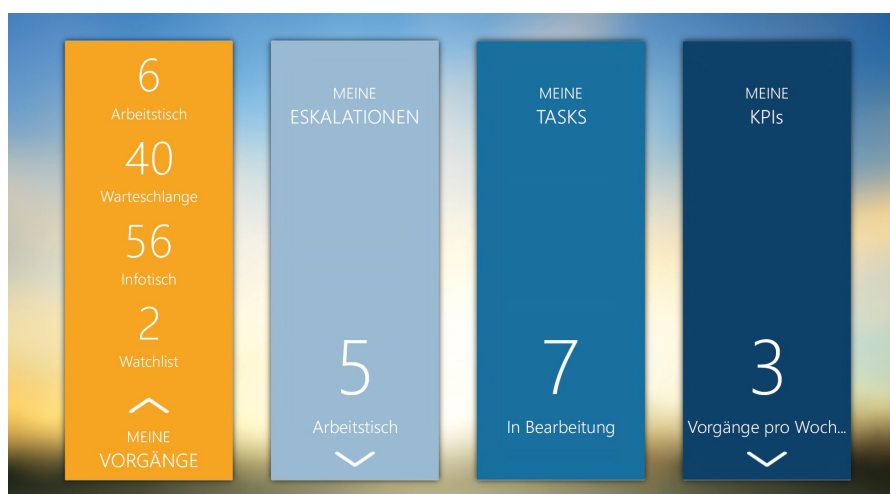 6
Arbeitstisch
40
Warteschlange
56
Infotisch
2
Watchlist
MEINE
VORGÄNGE
MEINE
ESKALATIONEN
5
Arbeitstisch
MEINE
TASKS
7
In Bearbeitung
MEINE
KPIs
3
Vorgänge pro Woch...